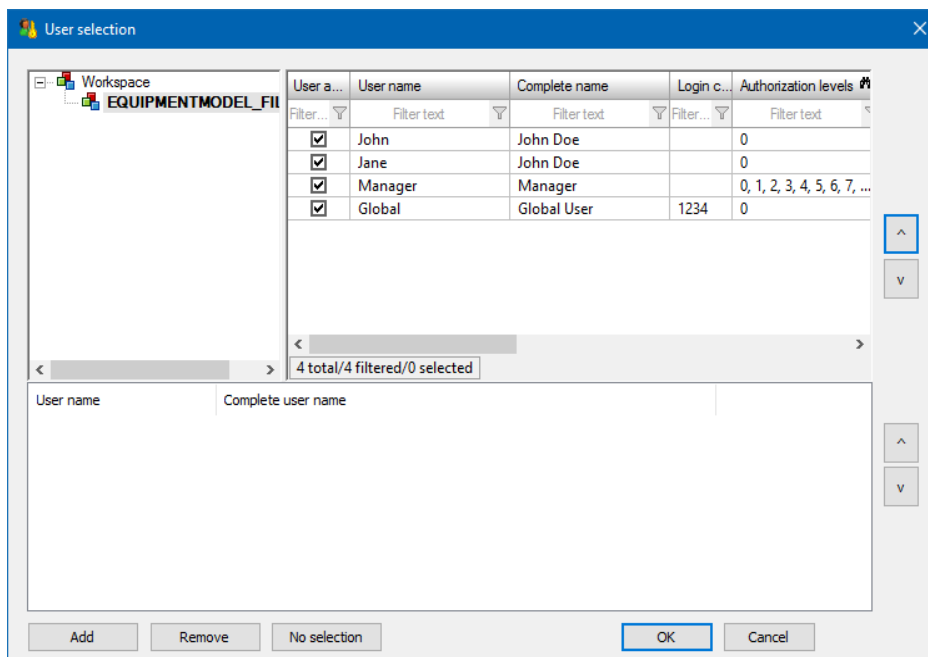 User selection
Workspace
EQUIPMENTMODEL_FIL
User a... User name Complete name Login c... Authorization levels
Filter... Filter text Filter text Filter... Filter text
John John Doe 0
Jane John Doe 0
Manager Manager 0, 1, 2, 3, 4, 5, 6, 7, ...
Global Global User 1234 0
4 total/4 filtered/0 selected
User name Complete user name
Add Remove No selection OK Cancel